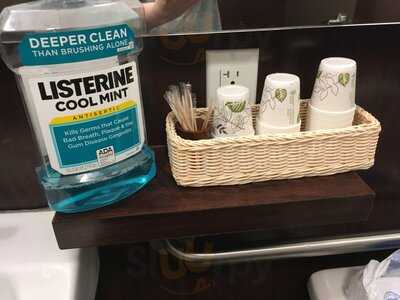 DEEPER CLEAN
THAN BRUSHING ALONE
LISTERINE
COOL MINT
ANTISEPTIC
Kills Germs that Cause
Bad Breath, Plaque & the
Gum Disease Gingivitis
ADA
slurpy